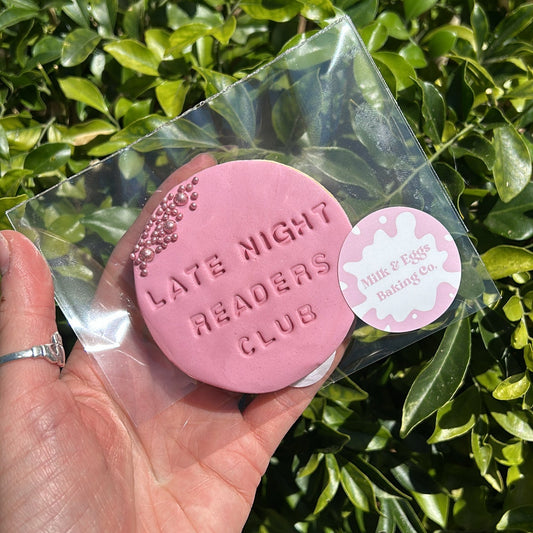 LATE NIGHT
READERS
CLUB
Milk & Eggs
Baking Co.